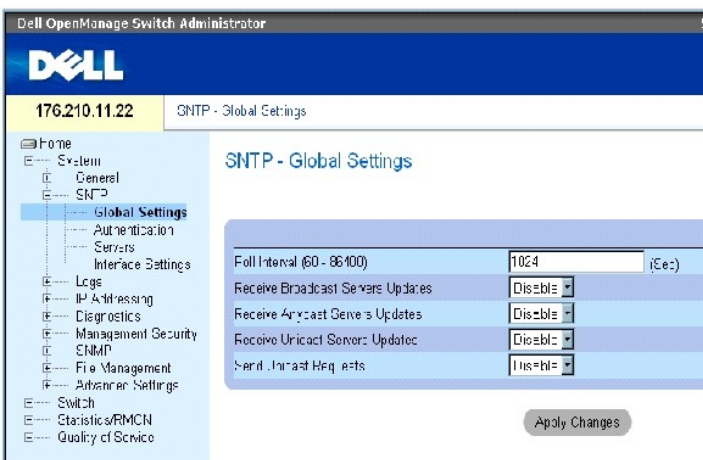 Dell OpenManage Switch Administrator
DELL
176.210.11.22
SNTP - Global Settings
Home
System
General
SNTP
Global Settings
Authentication
Servers
Interface Settings
Logs
IP Addressing
Diagnostics
Management Security
SNMP
File Management
Advanced Settings
Switch
Statistics/RMON
Quality of Service
SNTP - Global Settings
Poll Interval (60 - 86400) 1024 (Sec)
Receive Broadcast Servers Updates Disable
Receive Anycast Servers Updates Disable
Receive Unicast Servers Updates Disable
Send Unicast Requests Disable
Apply Changes